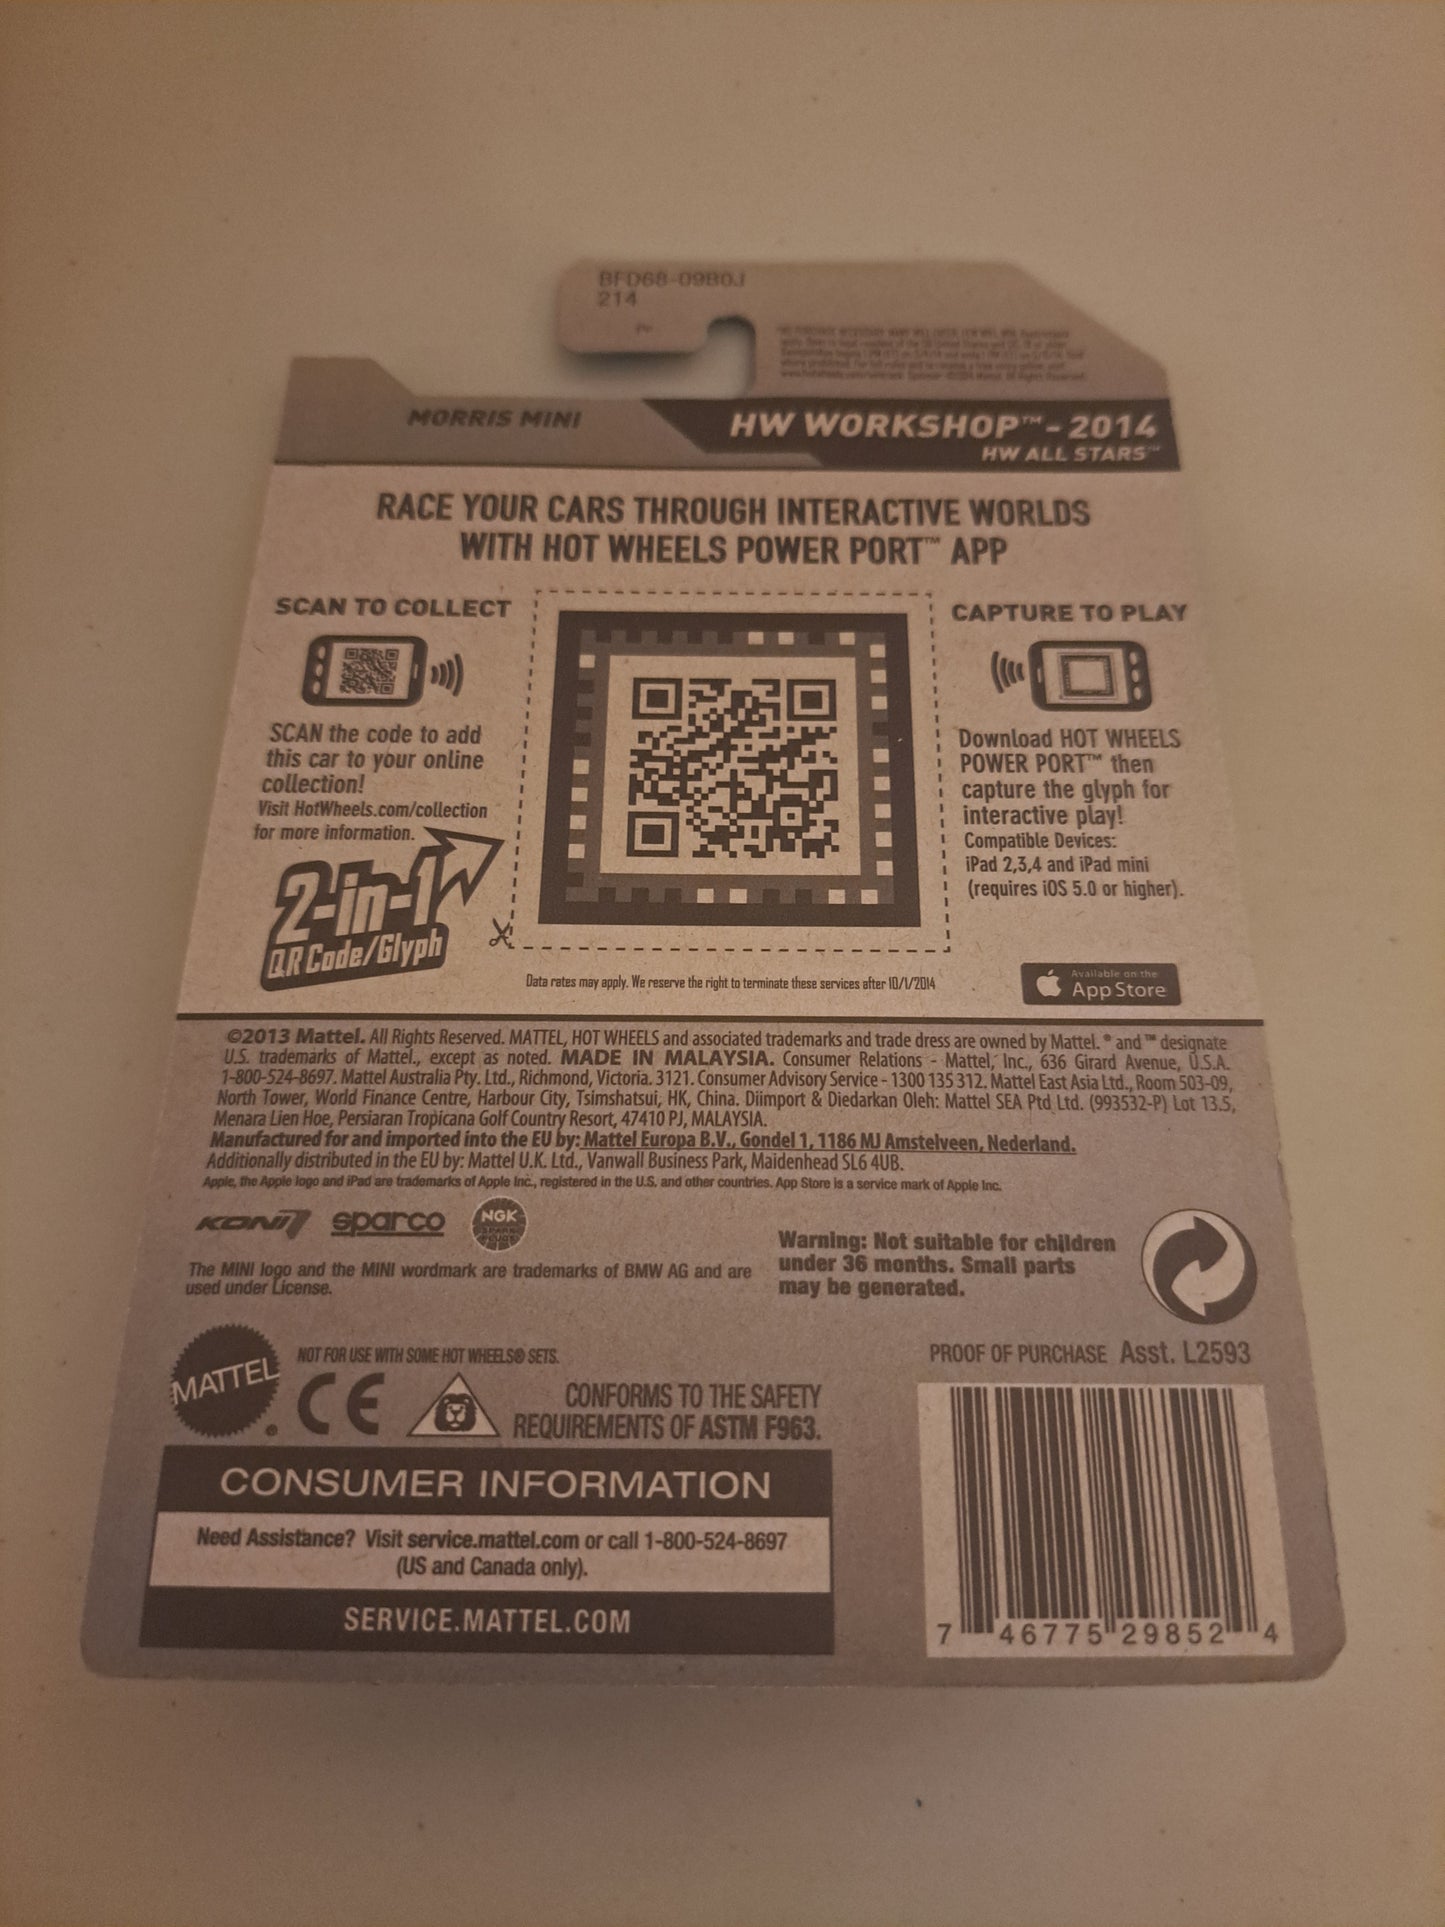 BFD68-09B0J
214
MORRIS MINI
HW WORKSHOP™ - 2014
HW ALL STARS™
RACE YOUR CARS THROUGH INTERACTIVE WORLDS
WITH HOT WHEELS POWER PORT™ APP
SCAN TO COLLECT
SCAN the code to add
this car to your online
collection!
Visit HotWheels.com/collection
for more information.
2-in-1
QR Code/Glyph
CAPTURE TO PLAY
Download HOT WHEELS
POWER PORT™ then
capture the glyph for
interactive play!
Compatible Devices:
iPad 2,3,4 and iPad mini
(requires iOS 5.0 or higher).
Data rates may apply. We reserve the right to terminate these services after 10/1/2014
Available on the
App Store
©2013 Mattel. All Rights Reserved. MATTEL, HOT WHEELS and associated trademarks and trade dress are owned by Mattel. ® and ™ designate
U.S. trademarks of Mattel., except as noted. MADE IN MALAYSIA. Consumer Relations - Mattel, Inc., 636 Girard Avenue, U.S.A.
1-800-524-8697. Mattel Australia Pty. Ltd., Richmond, Victoria. 3121. Consumer Advisory Service - 1300 135 312. Mattel East Asia Ltd., Room 503-09,
North Tower, World Finance Centre, Harbour City, Tsimshatsui, HK, China. Diimport & Diedarkan Oleh: Mattel SEA Ptd Ltd. (993532-P) Lot 13.5,
Menara Lien Hoe, Persiaran Tropicana Golf Country Resort, 47410 PJ, MALAYSIA.
Manufactured for and imported into the EU by: Mattel Europa B.V., Gondel 1, 1186 MJ Amstelveen, Nederland.
Additionally distributed in the EU by: Mattel U.K. Ltd., Vanwall Business Park, Maidenhead SL6 4UB.
Apple, the Apple logo and iPad are trademarks of Apple Inc., registered in the U.S. and other countries. App Store is a service mark of Apple Inc.
KONI sparco NGK SPARK PLUGS
The MINI logo and the MINI wordmark are trademarks of BMW AG and are
used under License.
Warning: Not suitable for children
under 36 months. Small parts
may be generated.
MATTEL
NOT FOR USE WITH SOME HOT WHEELS® SETS.
CE
CONFORMS TO THE SAFETY
REQUIREMENTS OF ASTM F963.
PROOF OF PURCHASE Asst. L2593
CONSUMER INFORMATION
Need Assistance? Visit service.mattel.com or call 1-800-524-8697
(US and Canada only).
SERVICE.MATTEL.COM
7 46775 29852 4